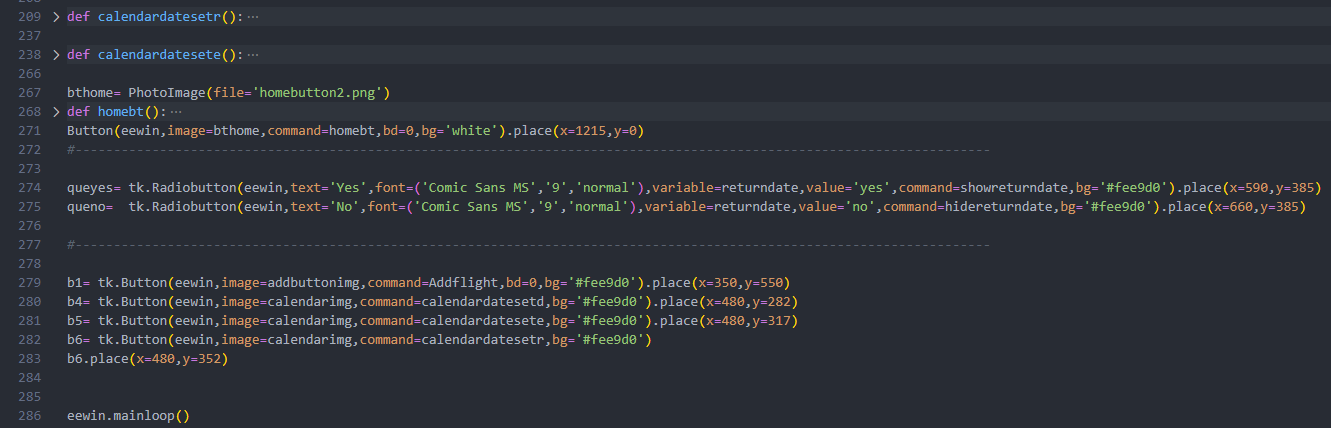 209 > def calendardatesetr(): ···
237
238 > def calendardatesete(): ···
266
267 bthome= PhotoImage(file='homebutton2.png')
268 > def homebt(): ···
271 Button(eewin,image=bthome,command=homebt,bd=0,bg='white').place(x=1215,y=0)
272 #-----------------------------------------------------------------------------------------------------------------------
273
274 queyes= tk.Radiobutton(eewin,text='Yes',font=('Comic Sans MS','9','normal'),variable=returndate,value='yes',command=showreturndate,bg='#fee9d0').place(x=590,y=385)
275 queno=  tk.Radiobutton(eewin,text='No',font=('Comic Sans MS','9','normal'),variable=returndate,value='no',command=hidereturndate,bg='#fee9d0').place(x=660,y=385)
276
277 #-----------------------------------------------------------------------------------------------------------------------
278
279 b1= tk.Button(eewin,image=addbuttonimg,command=Addflight,bd=0,bg='#fee9d0').place(x=350,y=550)
280 b4= tk.Button(eewin,image=calendarimg,command=calendardatesetd,bg='#fee9d0').place(x=480,y=282)
281 b5= tk.Button(eewin,image=calendarimg,command=calendardatesete,bg='#fee9d0').place(x=480,y=317)
282 b6= tk.Button(eewin,image=calendarimg,command=calendardatesetr,bg='#fee9d0')
283 b6.place(x=480,y=352)
284
285
286 eewin.mainloop()